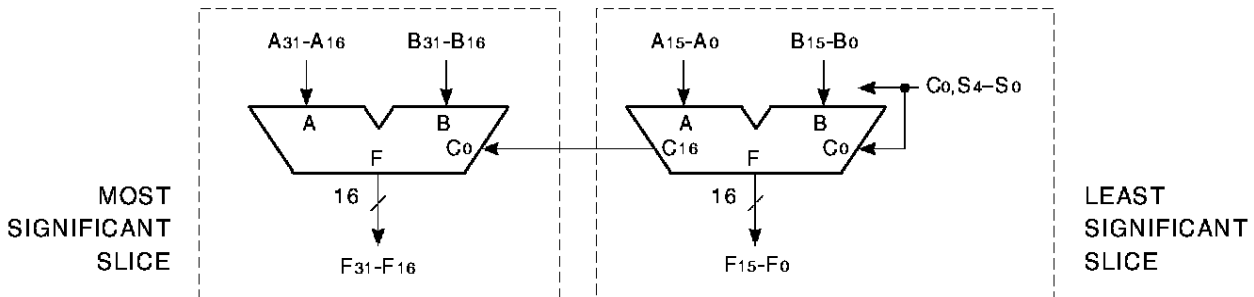 A31-A16 B31-B16 A15-A0 B15-B0
C0,S4-S0
A B A B
C0 C16 C0
F F
MOST
SIGNIFICANT
SLICE
16 16
LEAST
SIGNIFICANT
SLICE
F31-F16 F15-F0